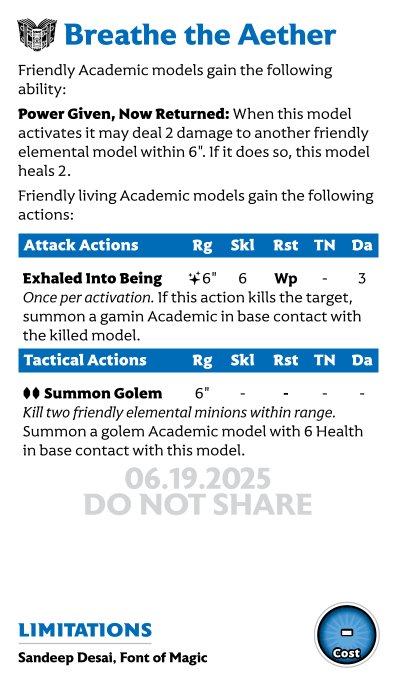 Breathe the Aether
Friendly Academic models gain the following
ability:
Power Given, Now Returned: When this model
activates it may deal 2 damage to another friendly
elemental model within 6". If it does so, this model
heals 2.
Friendly living Academic models gain the following
actions:
Attack Actions Rg Skl Rst TN Da
Exhaled Into Being 6" 6 Wp - 3
Once per activation. If this action kills the target,
summon a gamin Academic in base contact with
the killed model.
Tactical Actions Rg Skl Rst TN Da
Summon Golem 6" - - - -
Kill two friendly elemental minions within range.
Summon a golem Academic model with 6 Health
in base contact with this model.
06.19.2025
DO NOT SHARE
LIMITATIONS
Sandeep Desai, Font of Magic
-
Cost